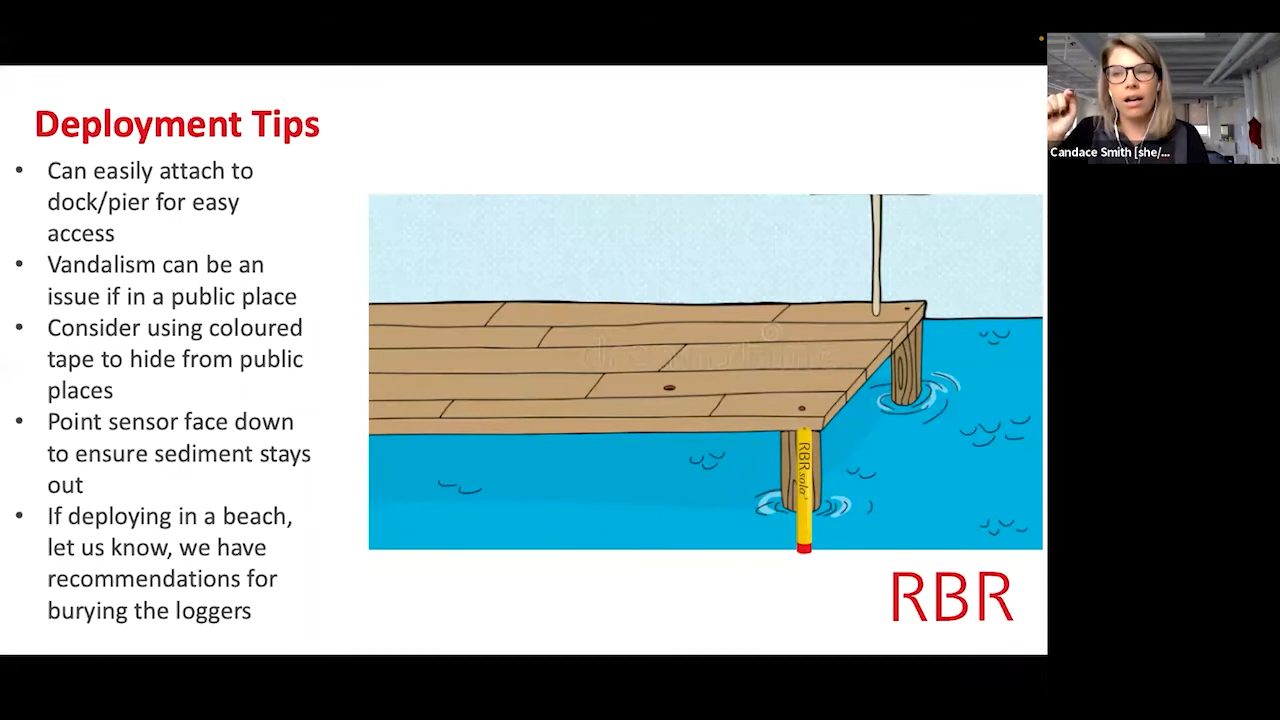 Deployment Tips
• Can easily attach to
dock/pier for easy
access
• Vandalism can be an
issue if in a public place
• Consider using coloured
tape to hide from public
places
• Point sensor face down
to ensure sediment stays
out
• If deploying in a beach,
let us know, we have
recommendations for
burying the loggers
dreamstime
RBRsolo³
RBR
Candace Smith [she/...